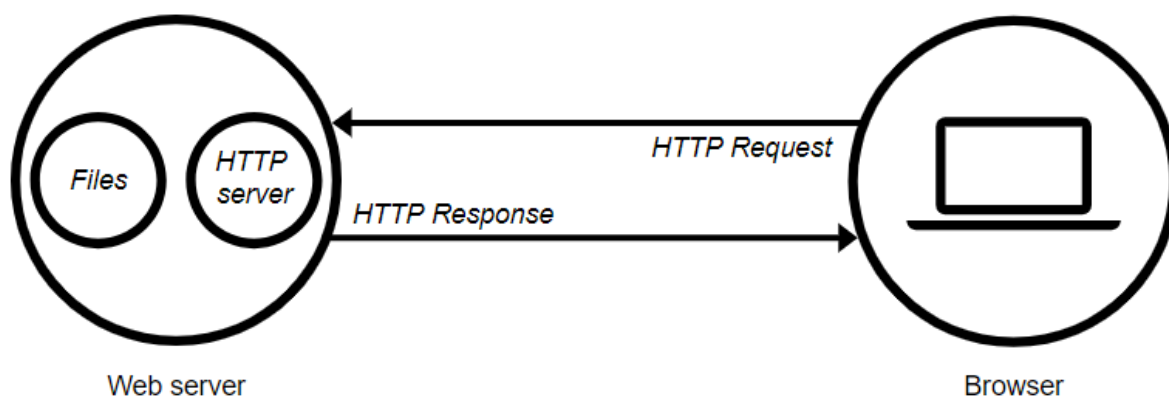 HTTP Request
Files
HTTP
server
HTTP Response
Web server
Browser